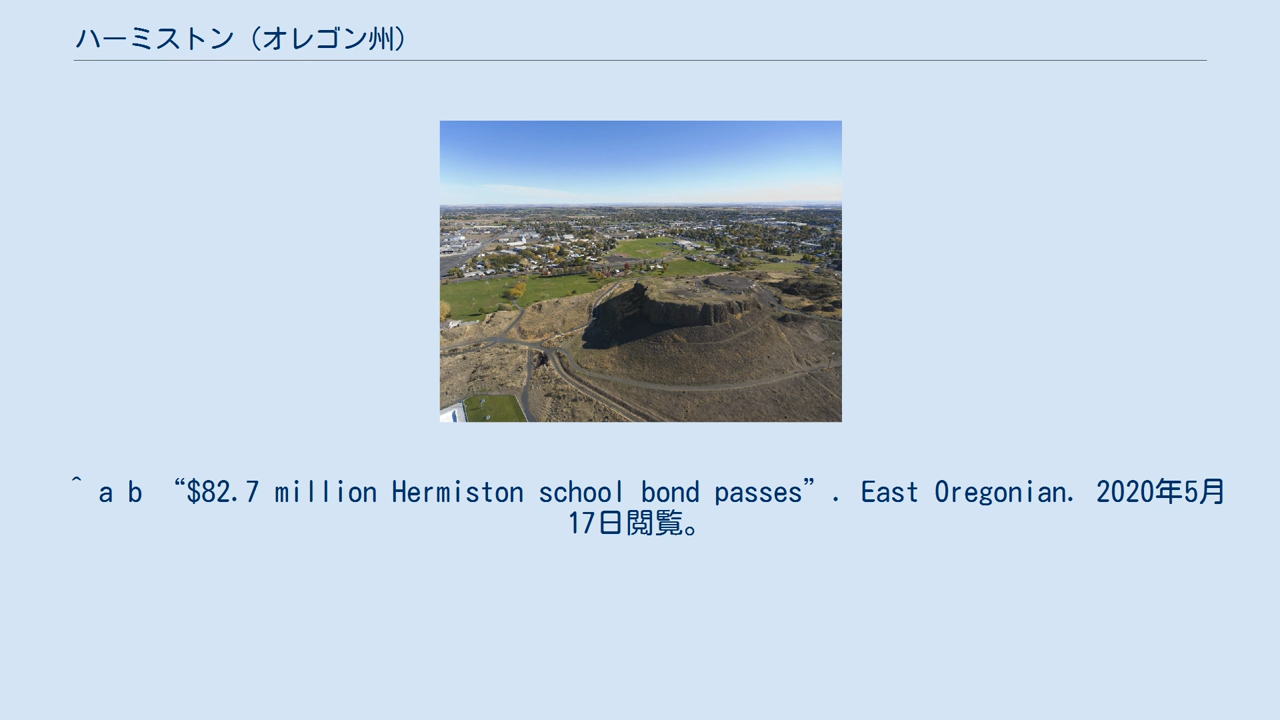 ハーミストン（オレゴン州）
^ a b “$82.7 million Hermiston school bond passes”. East Oregonian. 2020年5月
17日閲覧。